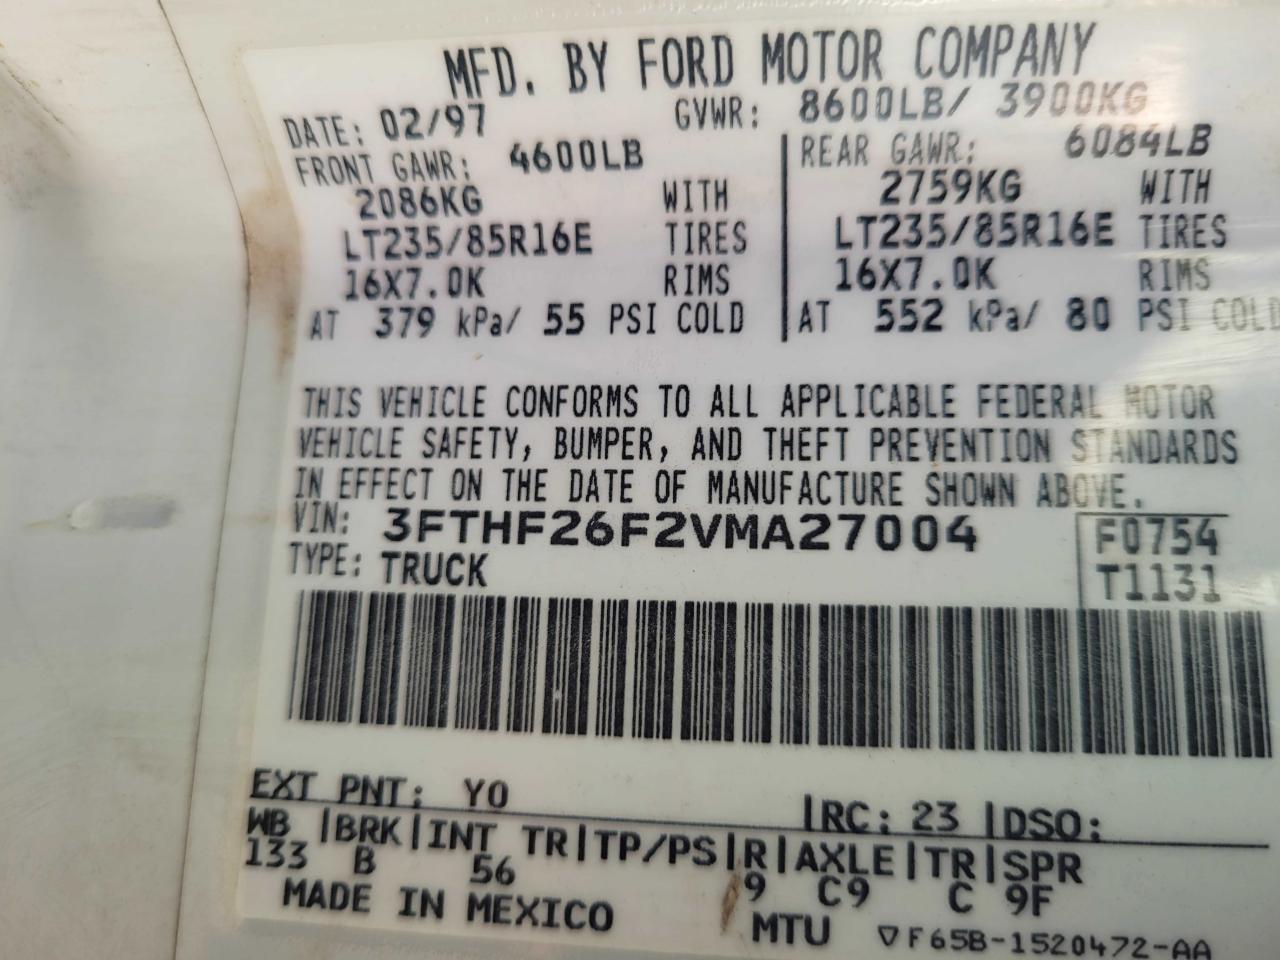 MFD. BY FORD MOTOR COMPANY
DATE: 02/97 GVWR: 8600LB/ 3900KG
FRONT GAWR: 4600LB REAR GAWR: 6084LB
2086KG WITH 2759KG WITH
LT235/85R16E TIRES LT235/85R16E TIRES
16X7.0K RIMS 16X7.0K RIMS
AT 379 kPa/ 55 PSI COLD AT 552 kPa/ 80 PSI COLD
THIS VEHICLE CONFORMS TO ALL APPLICABLE FEDERAL MOTOR
VEHICLE SAFETY, BUMPER, AND THEFT PREVENTION STANDARDS
IN EFFECT ON THE DATE OF MANUFACTURE SHOWN ABOVE.
VIN: 3FTHF26F2VMA27004 F0754
TYPE: TRUCK T1131
EXT PNT: YO RC: 23 DSO:
WB BRK INT TR TP/PS R AXLE TR SPR
133 B 56 9 C9 C 9F
MADE IN MEXICO MTU ▽F65B-1520472-AA